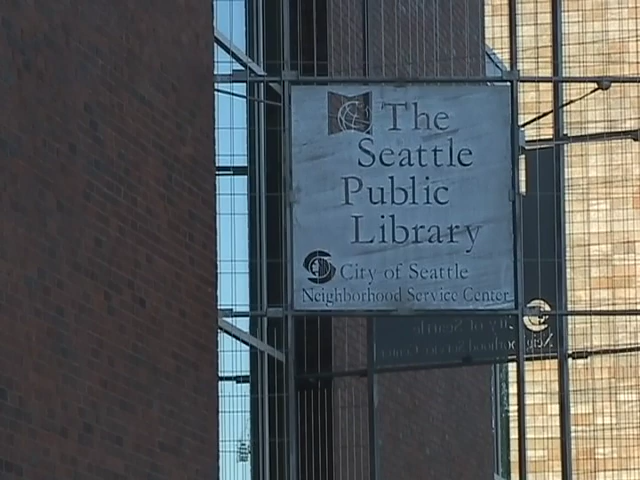 The
Seattle
Public
Library
City of Seattle
Neighborhood Service Center